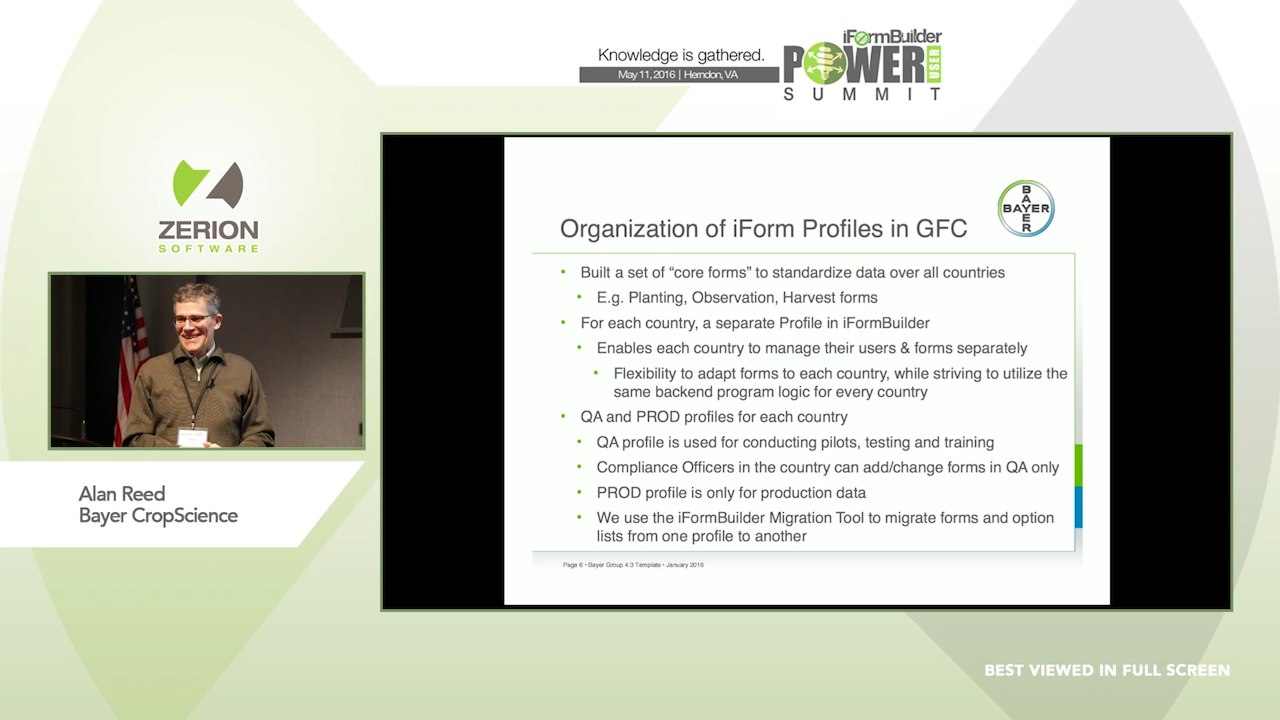 Knowledge is gathered.
May 11, 2016 | Herndon, VA
iFormBuilder
POWER
USER
SUMMIT
ZERION
SOFTWARE
Alan Reed
Bayer CropScience
BAYER
BAYER
Organization of iForm Profiles in GFC
• Built a set of “core forms” to standardize data over all countries
• E.g. Planting, Observation, Harvest forms
• For each country, a separate Profile in iFormBuilder
• Enables each country to manage their users & forms separately
• Flexibility to adapt forms to each country, while striving to utilize the
same backend program logic for every country
• QA and PROD profiles for each country
• QA profile is used for conducting pilots, testing and training
• Compliance Officers in the country can add/change forms in QA only
• PROD profile is only for production data
• We use the iFormBuilder Migration Tool to migrate forms and option
lists from one profile to another
Page 6 • Bayer Group 4:3 Template • January 2016
BEST VIEWED IN FULL SCREEN